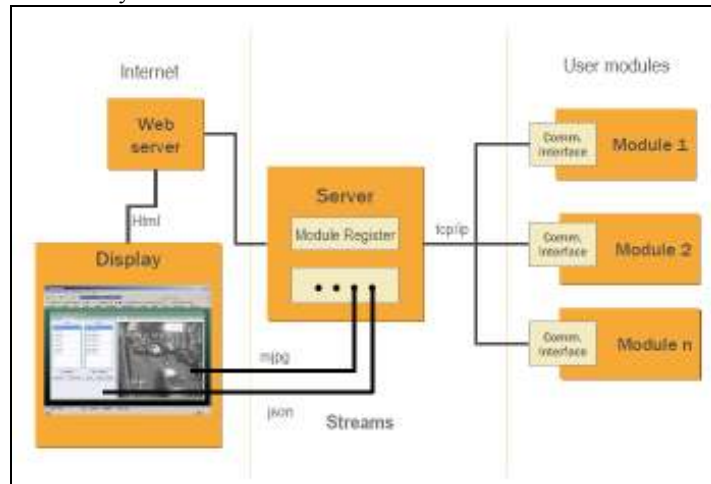 Internet
User modules
Web
server
Comm.
Interface
Module 1
Server
Module Register
Html
tcp/ip
Display
Comm.
Interface
Module 2
mjpg
Comm.
Interface
Module n
json
Streams